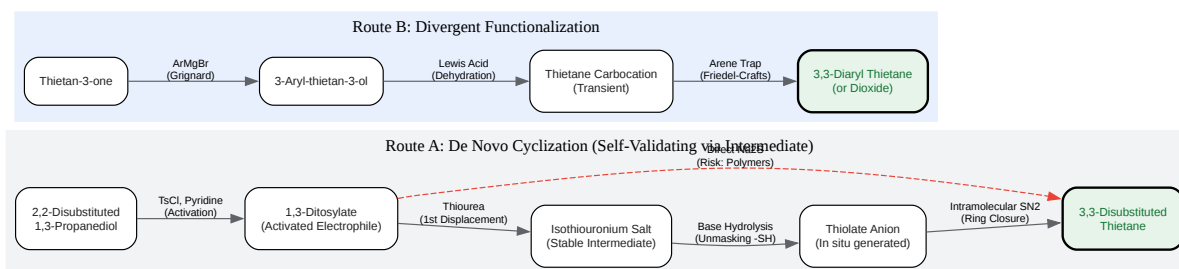 Route B: Divergent Functionalization
Thietan-3-one
ArMgBr
(Grignard)
3-Aryl-thietan-3-ol
Lewis Acid
(Dehydration)
Thietane Carbocation
(Transient)
Arene Trap
(Friedel-Crafts)
3,3-Diaryl Thietane
(or Dioxide)
Route A: De Novo Cyclization (Self-Validating via Intermediate)
Direct Na2S
(Risk: Polymers)
2,2-Disubstituted
1,3-Propanediol
TsCl, Pyridine
(Activation)
1,3-Ditosylate
(Activated Electrophile)
Thiourea
(1st Displacement)
Isothiouronium Salt
(Stable Intermediate)
Base Hydrolysis
(Unmasking -SH)
Thiolate Anion
(In situ generated)
Intramolecular SN2
(Ring Closure)
3,3-Disubstituted
Thietane